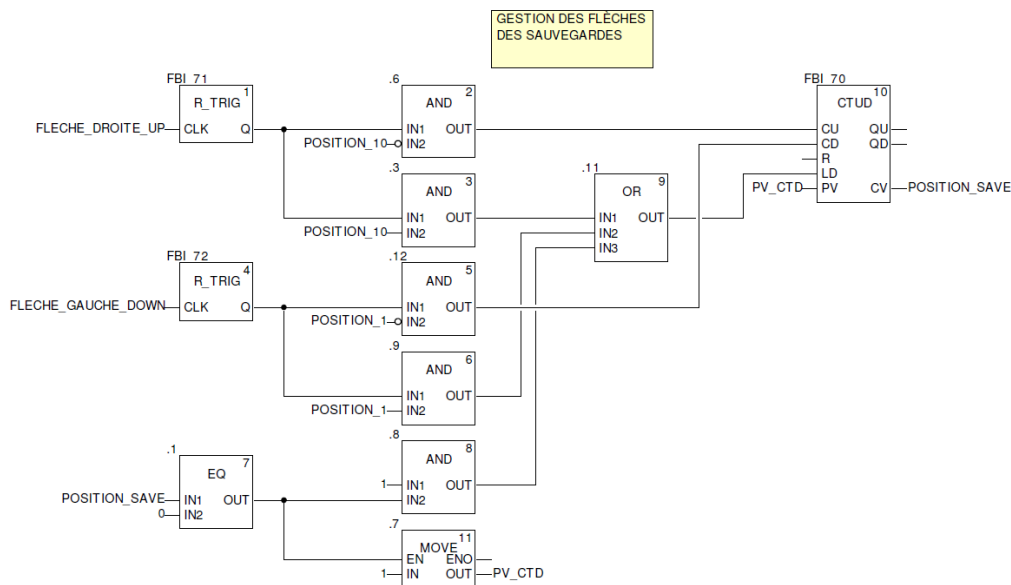 GESTION DES FLÈCHES
DES SAUVEGARDES
FBI_71
1
R_TRIG
FLECHE_DROITE_UP CLK Q
.6
2
AND
IN1 OUT
POSITION_10 IN2
.3
3
AND
IN1 OUT
POSITION_10 IN2
FBI_72
4
R_TRIG
FLECHE_GAUCHE_DOWN CLK Q
.12
5
AND
IN1 OUT
POSITION_1 IN2
.9
6
AND
IN1 OUT
POSITION_1 IN2
.1
7
EQ
POSITION_SAVE IN1 OUT
0 IN2
.8
8
AND
1 IN1 OUT
IN2
.7
11
MOVE
EN ENO
1 IN OUT PV_CTD
.11
9
OR
IN1 OUT
IN2
IN3
FBI_70
10
CTUD
CU QU
CD QD
R
LD
PV_CTD PV CV POSITION_SAVE